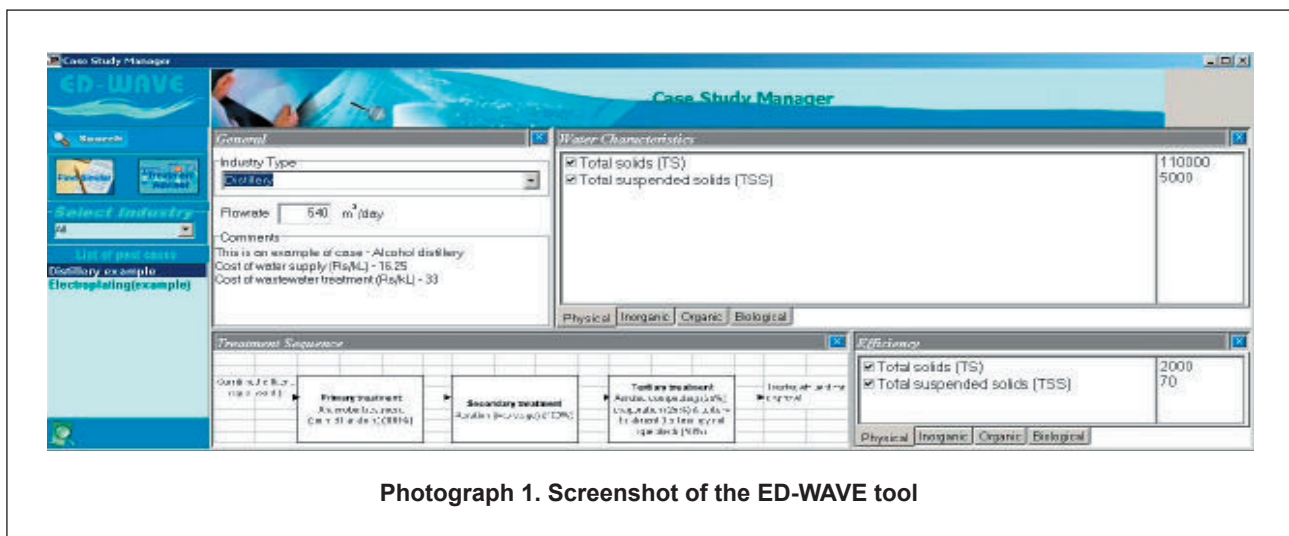 Case Study Manager
ED-WAVE
Case Study Manager
Search
Find Similar
Treatment Adviser
Select Industry
All
List of past cases
Distillery example
Electroplating(example)
General
Industry Type
Distillery
Flowrate 540 m³/day
Comments
This is an example of case - Alcohol distillery
Cost of water supply (Rs/kL) - 16.25
Cost of wastewater treatment (Rs/kL) - 33
Water Characteristics
Total solids (TS) 110000
Total suspended solids (TSS) 5000
Physical Inorganic Organic Biological
Treatment Sequence
Primary treatment
Secondary treatment
Tertiary treatment
Efficiency
Total solids (TS) 2000
Total suspended solids (TSS) 70
Physical Inorganic Organic Biological
Photograph 1. Screenshot of the ED-WAVE tool